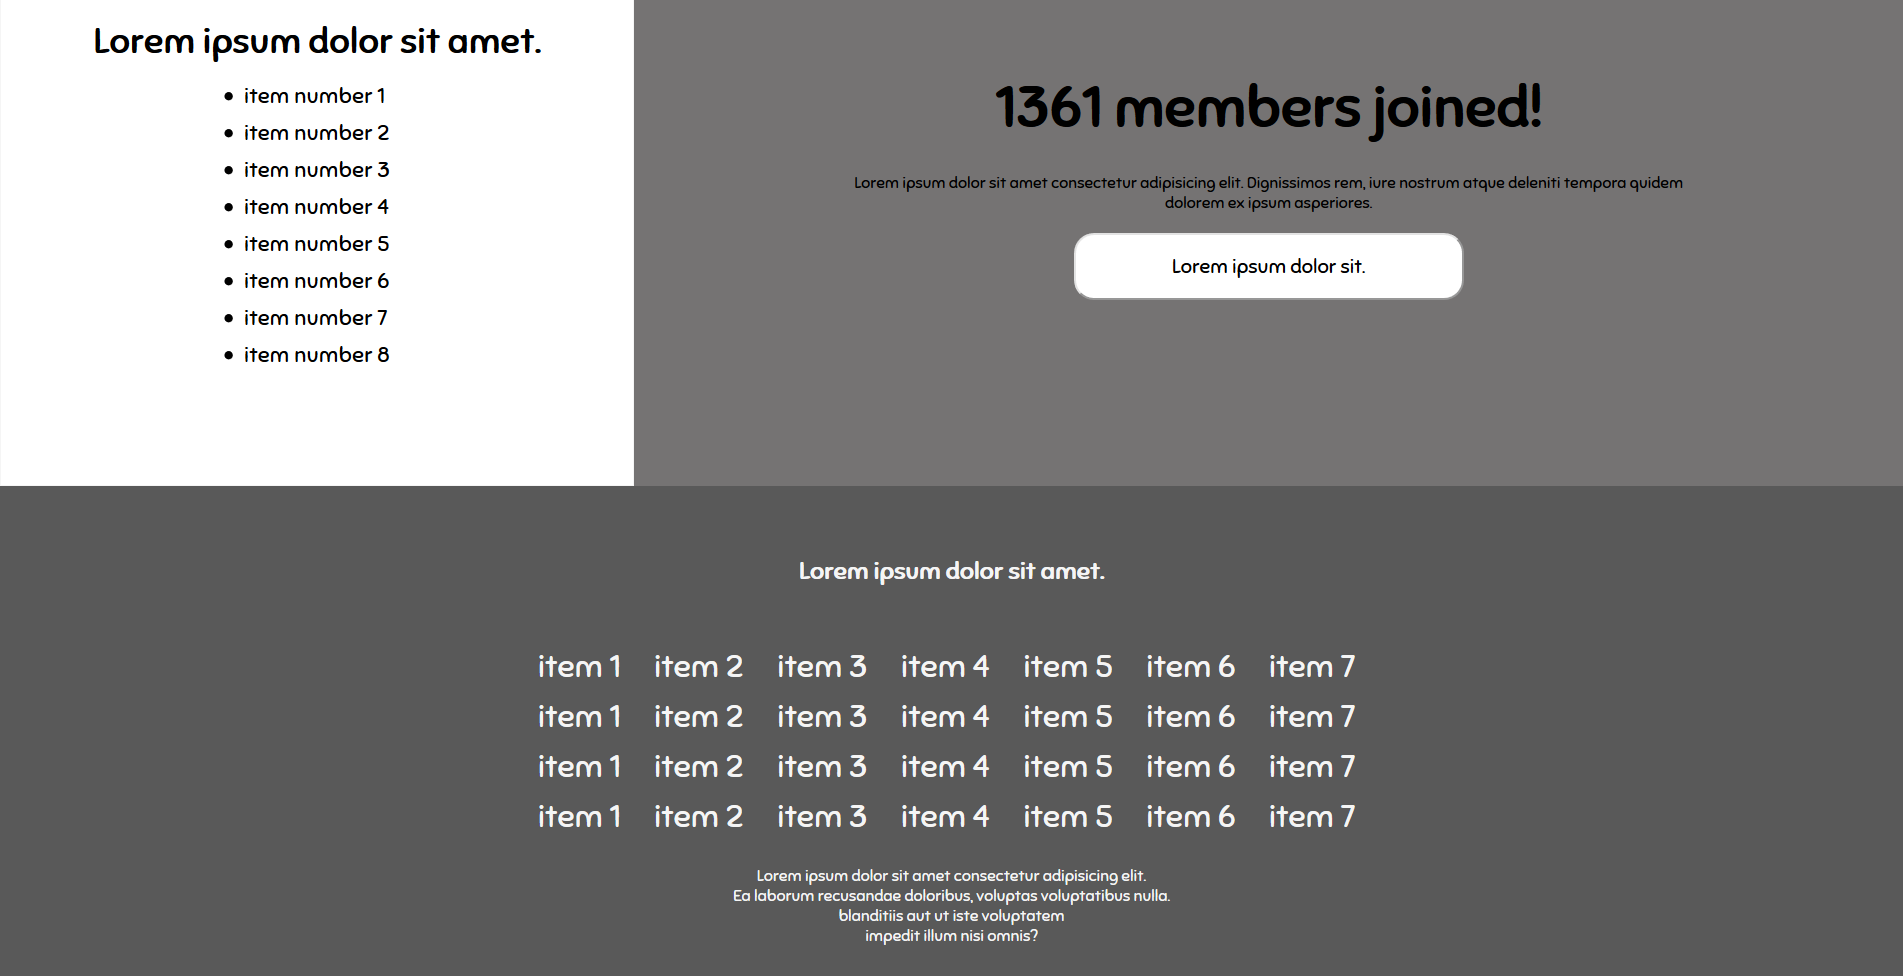 Lorem ipsum dolor sit amet.
item number 1
item number 2
item number 3
item number 4
item number 5
item number 6
item number 7
item number 8
1361 members joined!
Lorem ipsum dolor sit amet consectetur adipisicing elit. Dignissimos rem, iure nostrum atque deleniti tempora quidem
dolorem ex ipsum asperiores.
Lorem ipsum dolor sit.
Lorem ipsum dolor sit amet.
item 1 item 2 item 3 item 4 item 5 item 6 item 7
item 1 item 2 item 3 item 4 item 5 item 6 item 7
item 1 item 2 item 3 item 4 item 5 item 6 item 7
item 1 item 2 item 3 item 4 item 5 item 6 item 7
Lorem ipsum dolor sit amet consectetur adipisicing elit.
Ea laborum recusandae doloribus, voluptas voluptatibus nulla.
blanditiis aut ut iste voluptatem
impedit illum nisi omnis?